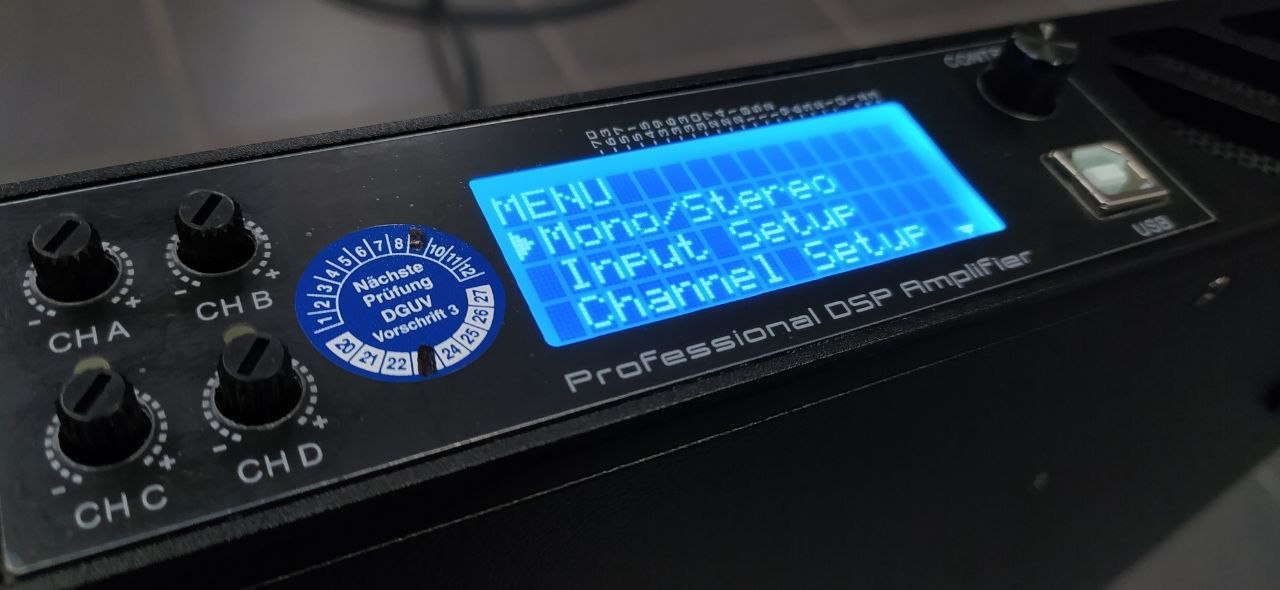 CH A
CH B
CH C
CH D
1 2 3 4 5 6 7 8 10 11 12
Nächste
Prüfung
DGUV
Vorschrift 3
20 21 22 24 25 26 27
MENU
Mono/Stereo
Input Setup
Channel Setup
Professional DSP Amplifier
USB